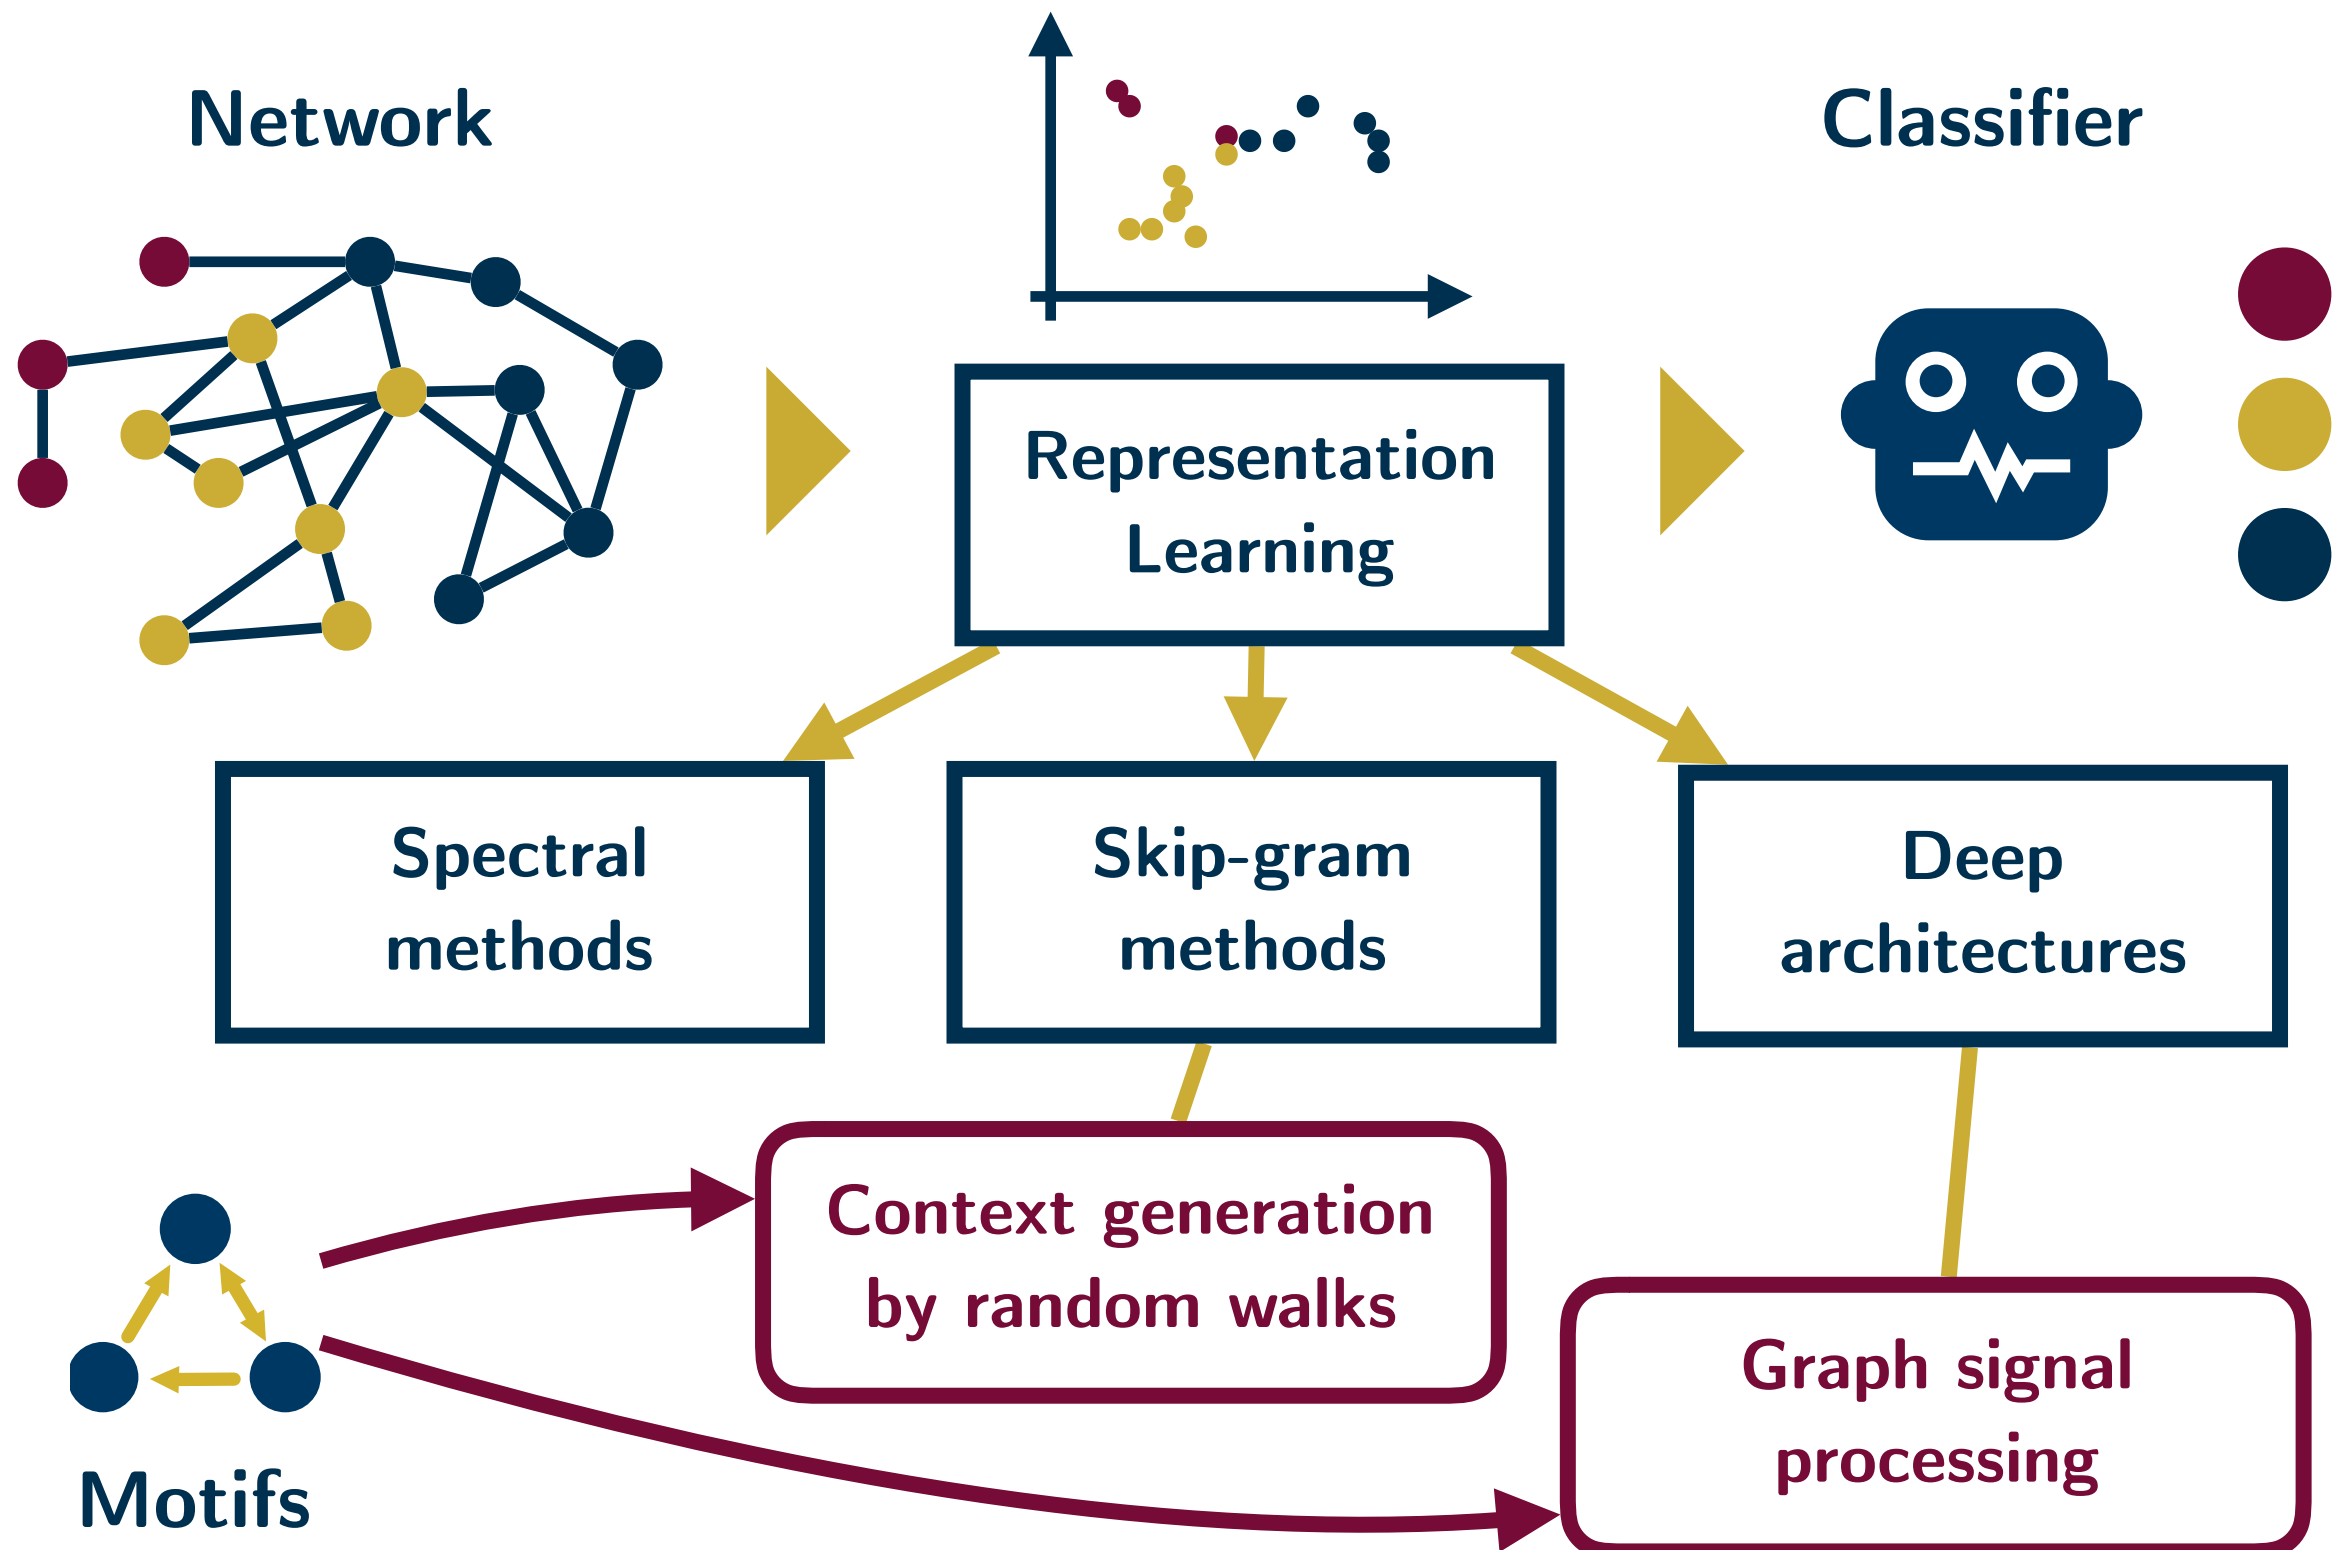 Network
Classifier
Representation
Learning
Spectral
methods
Skip-gram
methods
Deep
architectures
Context generation
by random walks
Graph signal
processing
Motifs